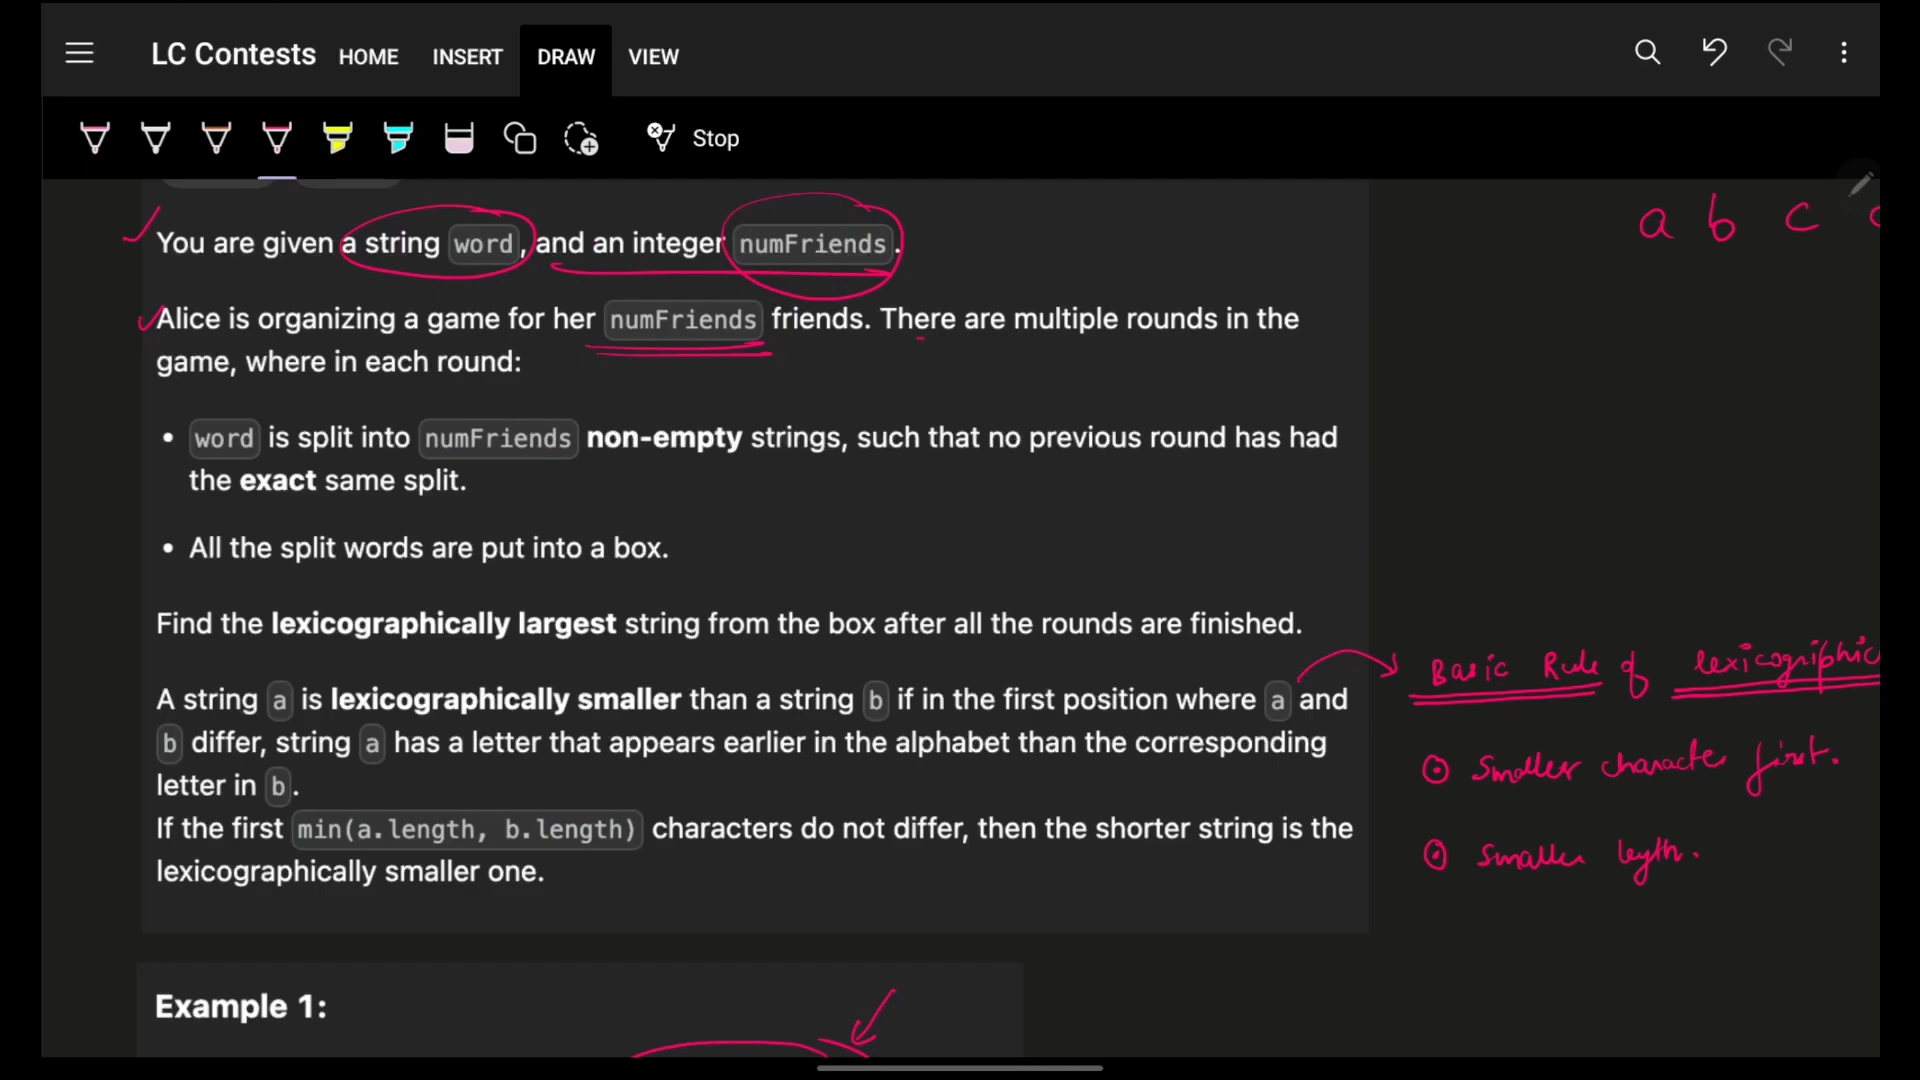 LC Contests HOME INSERT DRAW VIEW
Stop
a b c
You are given a string word, and an integer numFriends.
Alice is organizing a game for her numFriends friends. There are multiple rounds in the
game, where in each round:
• word is split into numFriends non-empty strings, such that no previous round has had
the exact same split.
• All the split words are put into a box.
Find the lexicographically largest string from the box after all the rounds are finished.
A string a is lexicographically smaller than a string b if in the first position where a and
b differ, string a has a letter that appears earlier in the alphabet than the corresponding
letter in b.
If the first min(a.length, b.length) characters do not differ, then the shorter string is the
lexicographically smaller one.
Basic Rule of lexicogriphic
Smaller character first.
Smaller length.
Example 1: